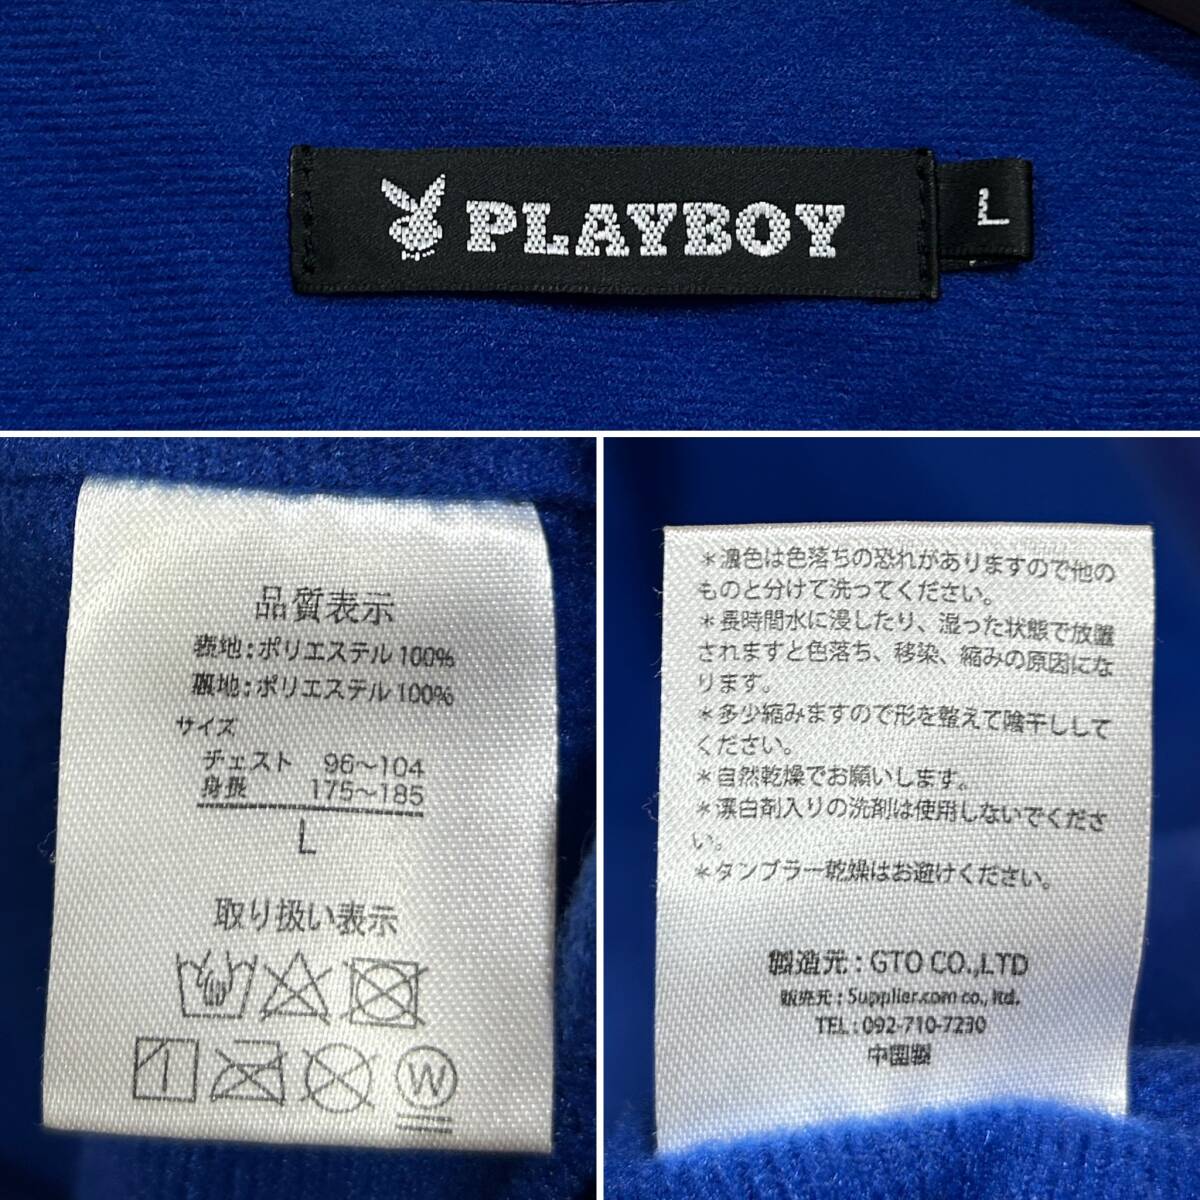 PLAYBOY
L
品質表示
表地:ポリエステル100%
裏地:ポリエステル100%
サイズ
チェスト 96～104
身長 175～185
L
取り扱い表示
W
*濃色は色落ちの恐れがありますので他の
ものと分けて洗ってください。
*長時間水に浸したり、湿った状態で放置
されますと色落ち、移染、縮みの原因にな
ります。
*多少縮みますので形を整えて陰干しして
ください。
*自然乾燥でお願いします。
*漂白剤入りの洗剤は使用しないでくださ
い。
*タンブラー乾燥はお避けください。
製造元:GTO CO.,LTD
販売元:Supplier.com co., ltd.
TEL:092-710-7230
中国製